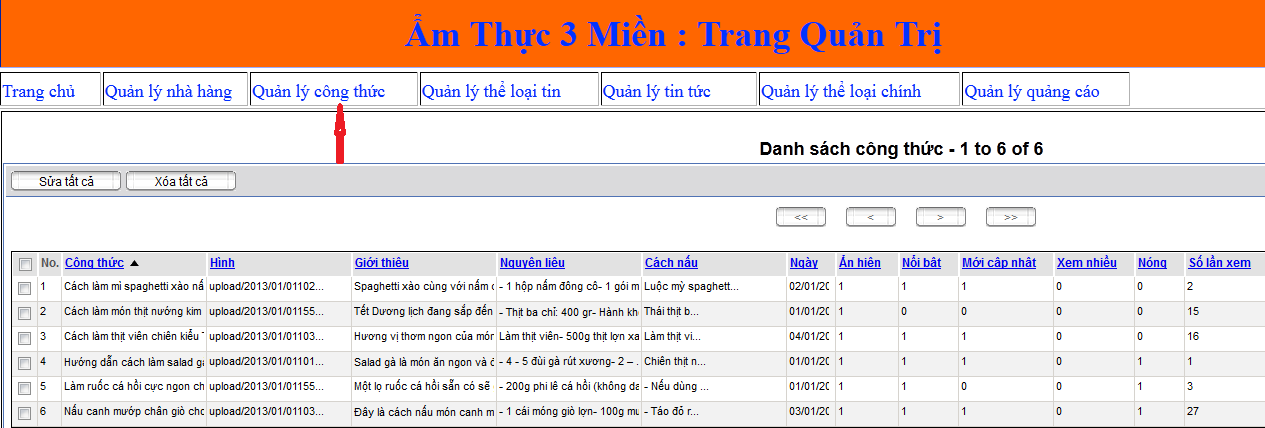 Ẩm Thực 3 Miền : Trang Quản Trị
Trang chủ Quản lý nhà hàng Quản lý công thức Quản lý thể loại tin Quản lý tin tức Quản lý thể loại chính Quản lý quảng cáo
Danh sách công thức - 1 to 6 of 6
Sửa tất cả Xóa tất cả
<< < > >>
No. Công thức Hình Giới thiệu Nguyên liệu Cách nấu Ngày Ẩn hiện Nổi bật Mới cập nhật Xem nhiều Nóng Số lần xem
1 Cách làm mì spaghetti xào nấ upload/2013/01/01102... Spaghetti xào cùng với nấm - 1 hộp nấm đông cô- 1 gói m Luộc mỳ spaghett... 02/01/20 1 1 1 0 0 2
2 Cách làm món thịt nướng kim upload/2013/01/01155... Tết Dương lịch đang sắp đến - Thịt ba chỉ: 400 gr- Hành kh Thái thịt b... 01/01/20 1 0 0 0 0 15
3 Cách làm thịt viên chiên kiểu upload/2013/01/01103... Hương vị thơm ngon của món Làm thịt viên- 500g thịt lợn xa Làm thịt vi... 04/01/20 1 1 1 0 0 16
4 Hướng dẫn cách làm salad gà upload/2013/01/01101... Salad gà là món ăn ngon và - 4 - 5 đùi gà rút xương- 2 – ... Chiên thịt n... 01/01/20 1 1 1 0 1 1
5 Làm ruốc cá hồi cực ngon ch upload/2013/01/01155... Một lọ ruốc cá hồi sẵn có sẽ - 200g phi lê cá hồi (không da - Nếu dùng ... 01/01/20 1 1 0 0 1 3
6 Nấu canh mướp chân giò cho upload/2013/01/01103... Đây là cách nấu món canh m - 1 cái móng giò lợn- 100g mu - Táo đỏ r... 03/01/20 1 1 1 0 1 27